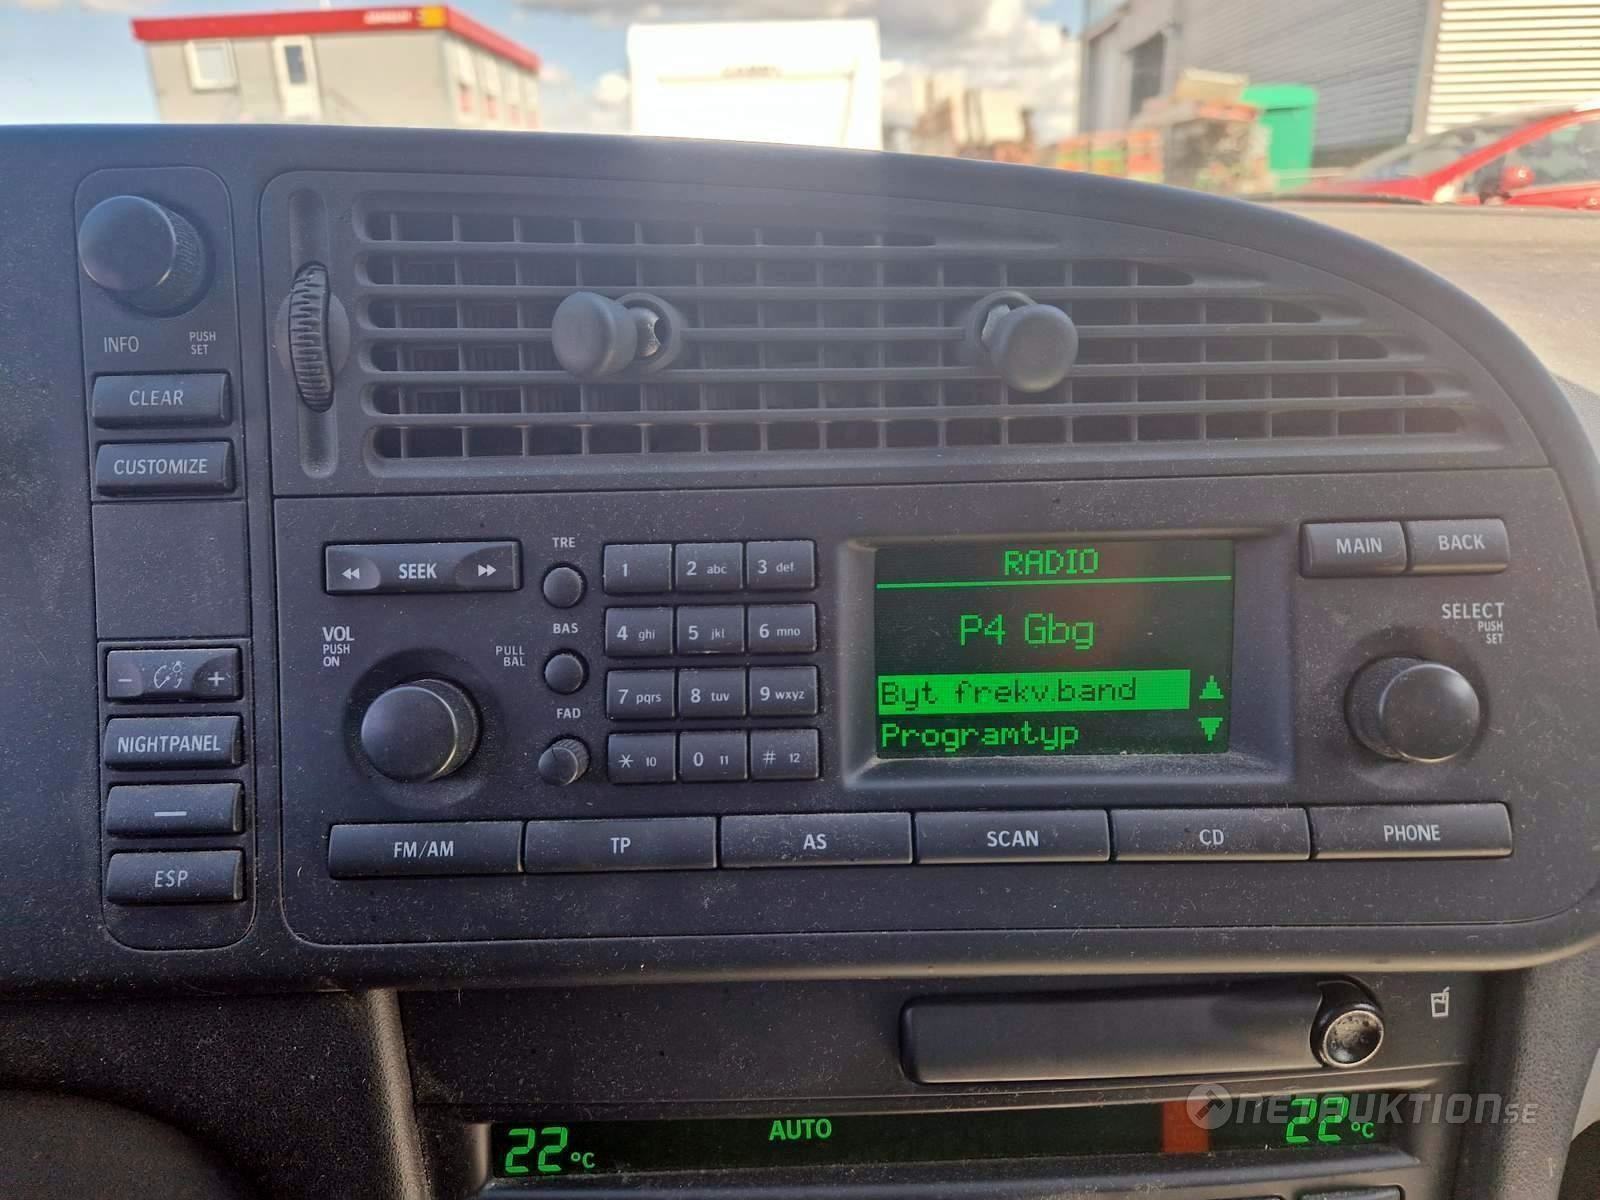 INFO
PUSH
SET
CLEAR
CUSTOMIZE
SEEK
TRE
1
2 abc
3 def
RADIO
MAIN
BACK
VOL
PUSH
ON
PULL
BAL
BAS
4 ghi
5 jkl
6 mno
P4 Gbg
SELECT
PUSH
SET
- +
7 pqrs
8 tuv
9 wxyz
Byt frekv.band
FAD
NIGHTPANEL
* 10
0 11
# 12
Programtyp
FM/AM
TP
AS
SCAN
CD
PHONE
ESP
22°C
AUTO
22°C
NETAUKTION.SE